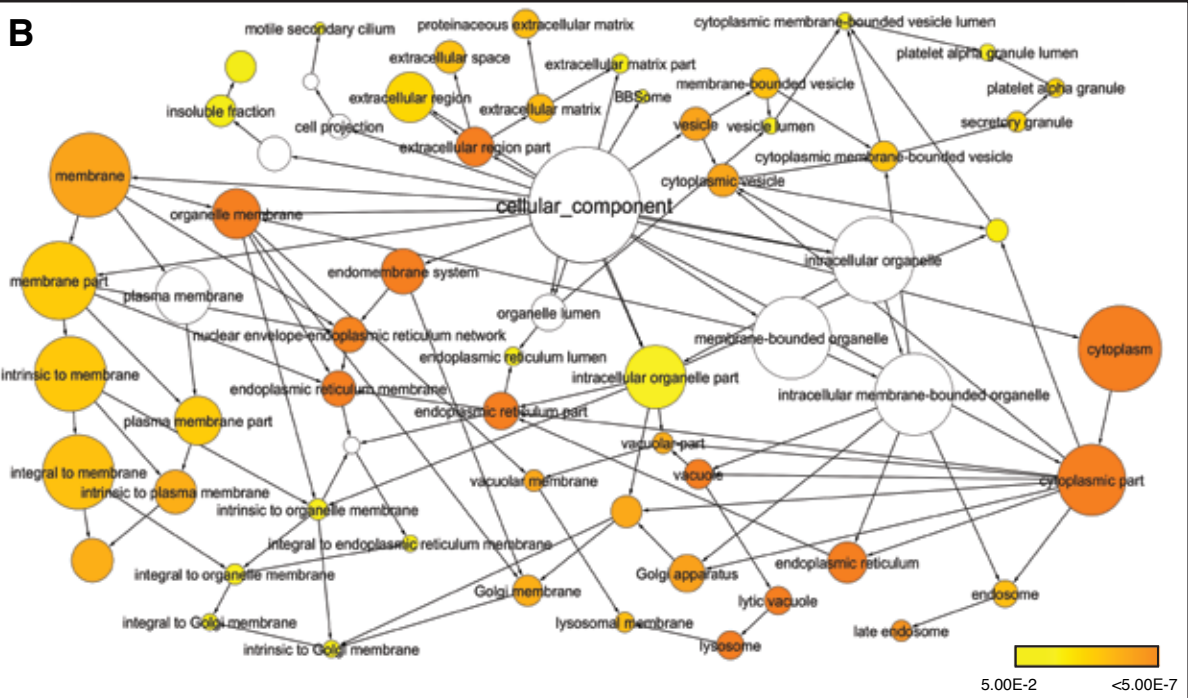 B
motile secondary cilium
proteinaceous extracellular matrix
cytoplasmic membrane-bounded vesicle lumen
extracellular space
extracellular matrix part
platelet alpha granule lumen
membrane-bounded vesicle
platelet alpha granule
extracellular region
BBSome
insoluble fraction
extracellular matrix
cell projection
vesicle
vesicle lumen
secretory granule
extracellular region part
cytoplasmic membrane-bounded vesicle
membrane
cytoplasmic vesicle
cellular_component
organelle membrane
intracellular organelle
endomembrane system
membrane part
plasma membrane
organelle lumen
nuclear envelope-endoplasmic reticulum network
membrane-bounded organelle
cytoplasm
endoplasmic reticulum lumen
intrinsic to membrane
intracellular organelle part
endoplasmic reticulum membrane
intracellular membrane-bounded organelle
endoplasmic reticulum part
plasma membrane part
vacuolar part
integral to membrane
vacuole
vacuolar membrane
cytoplasmic part
intrinsic to plasma membrane
intrinsic to organelle membrane
integral to endoplasmic reticulum membrane
endoplasmic reticulum
integral to organelle membrane
Golgi apparatus
Golgi membrane
endosome
lytic vacuole
integral to Golgi membrane
lysosomal membrane
late endosome
intrinsic to Golgi membrane
lysosome
5.00E-2
<5.00E-7